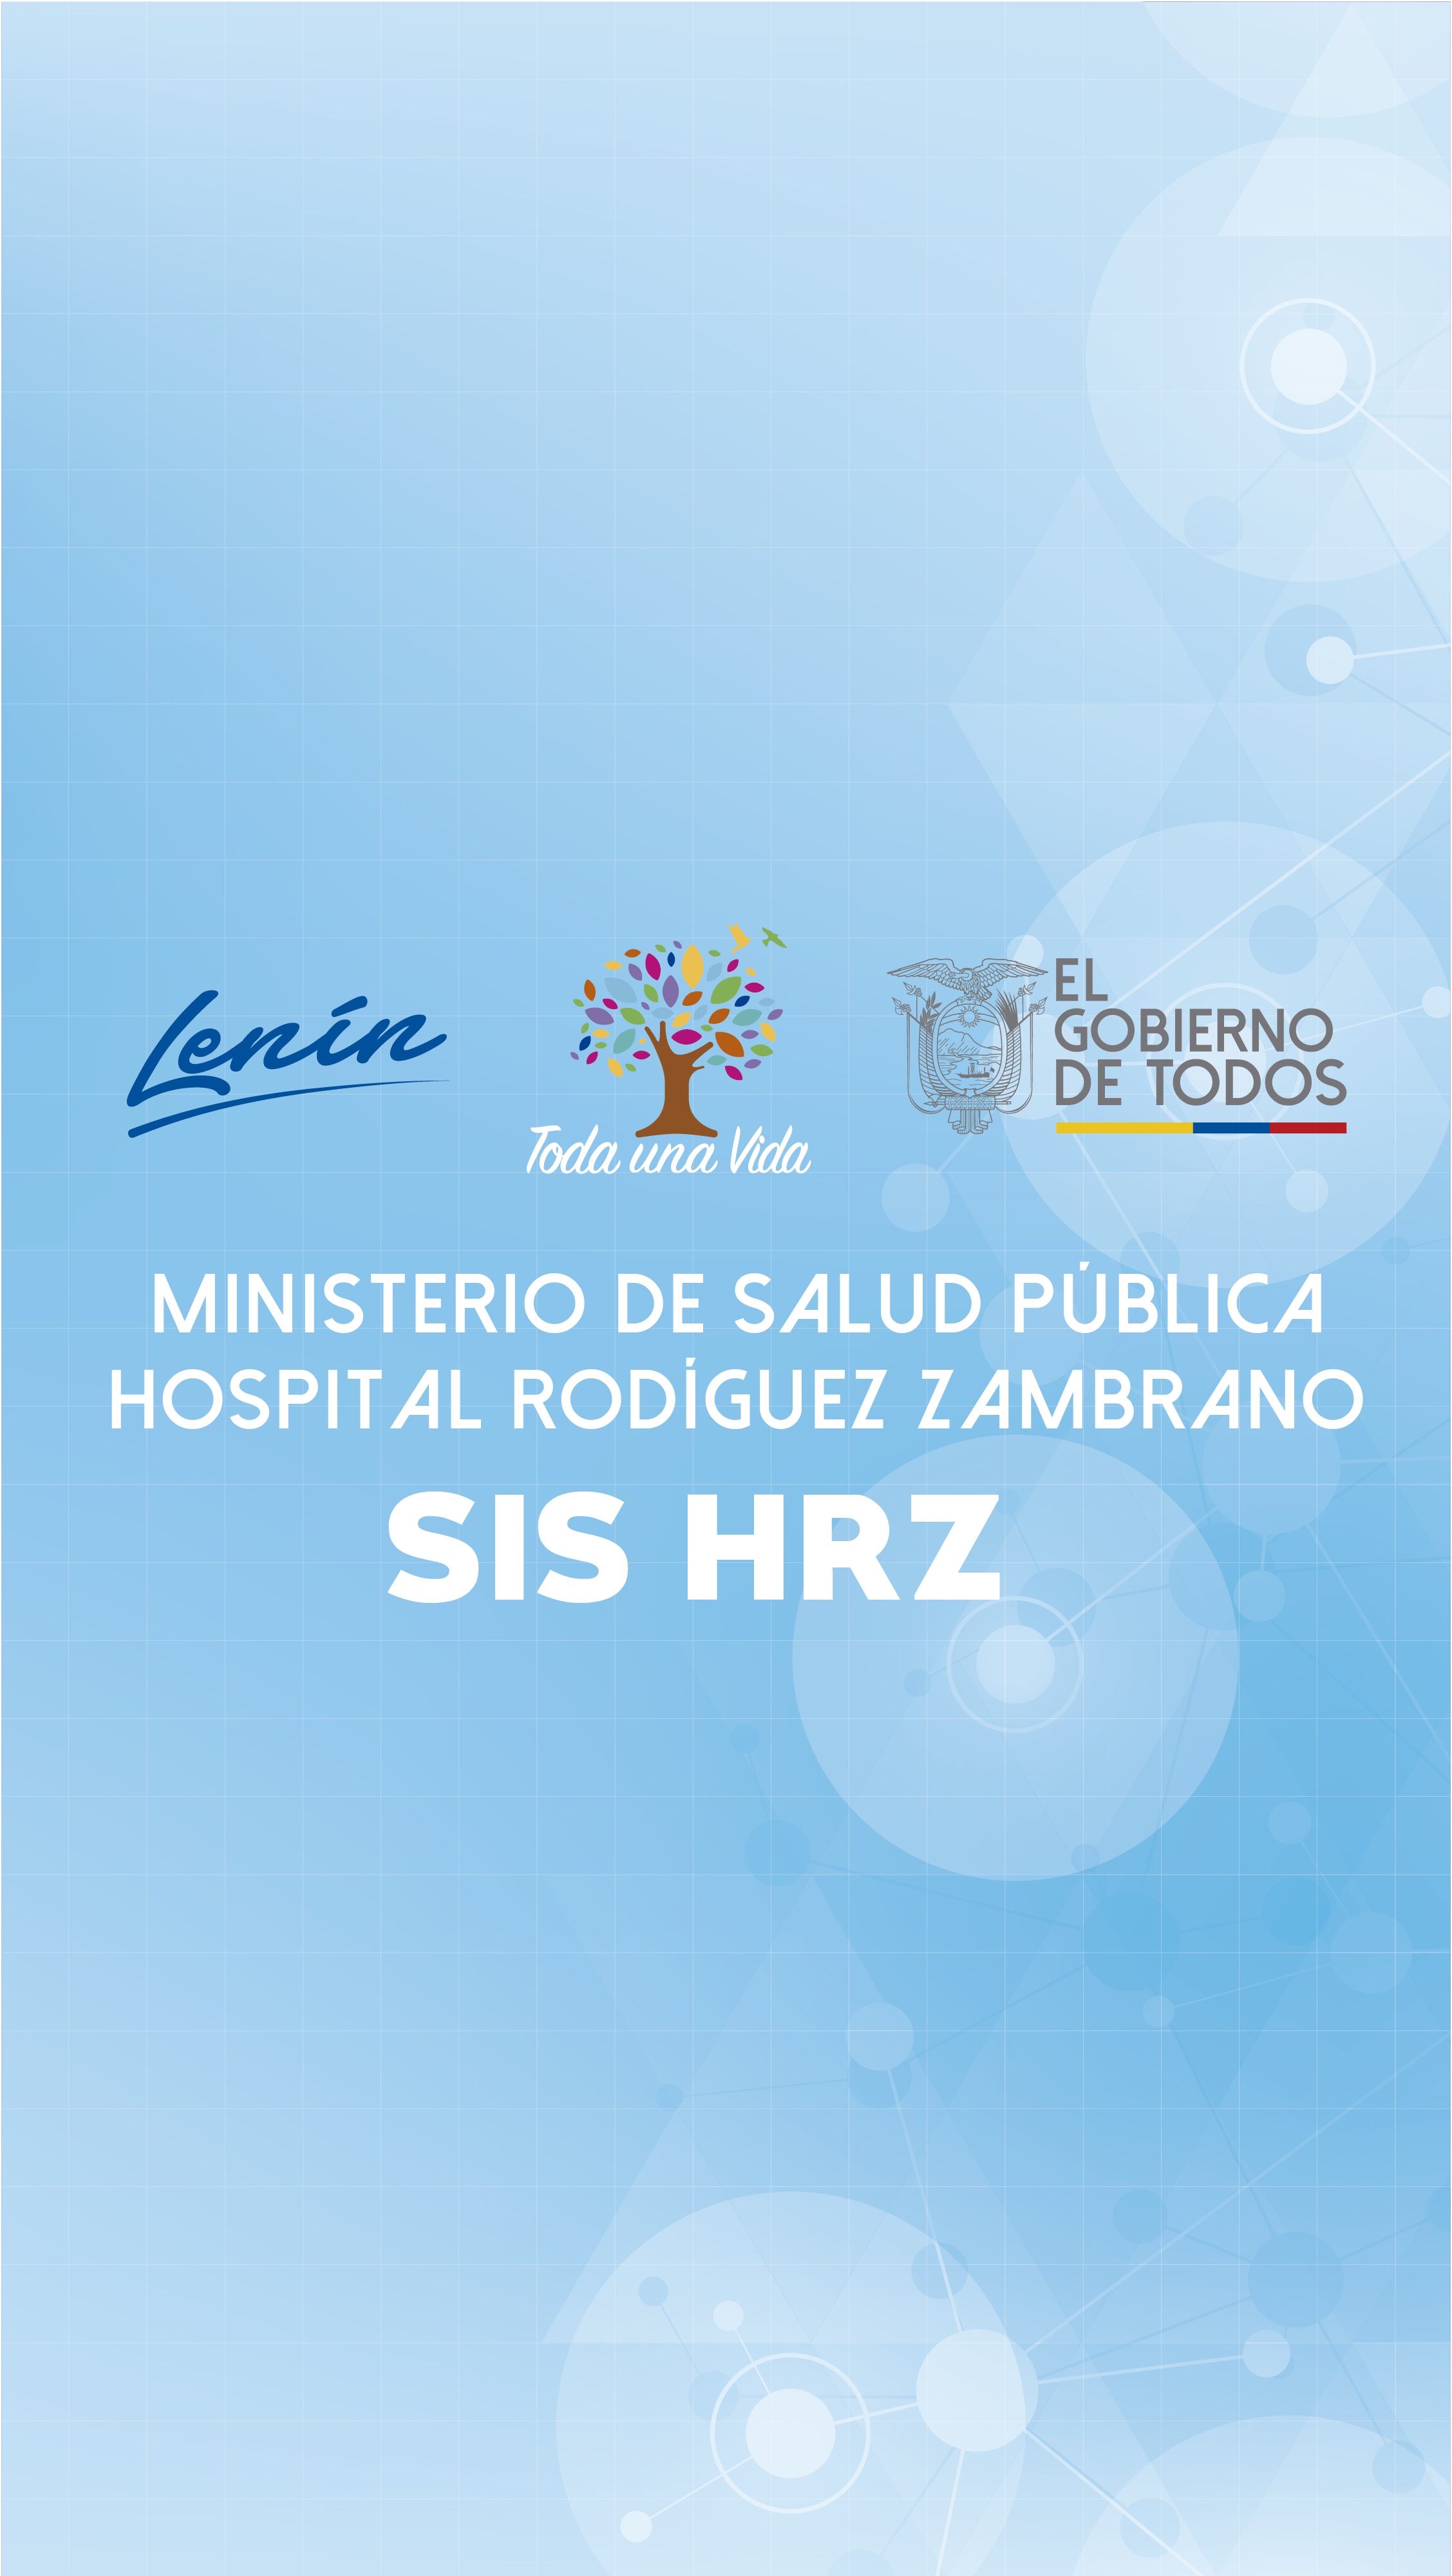 Lenín
Toda una Vida
EL
GOBIERNO
DE TODOS
MINISTERIO DE SALUD PÚBLICA
HOSPITAL RODÍGUEZ ZAMBRANO
SIS HRZ